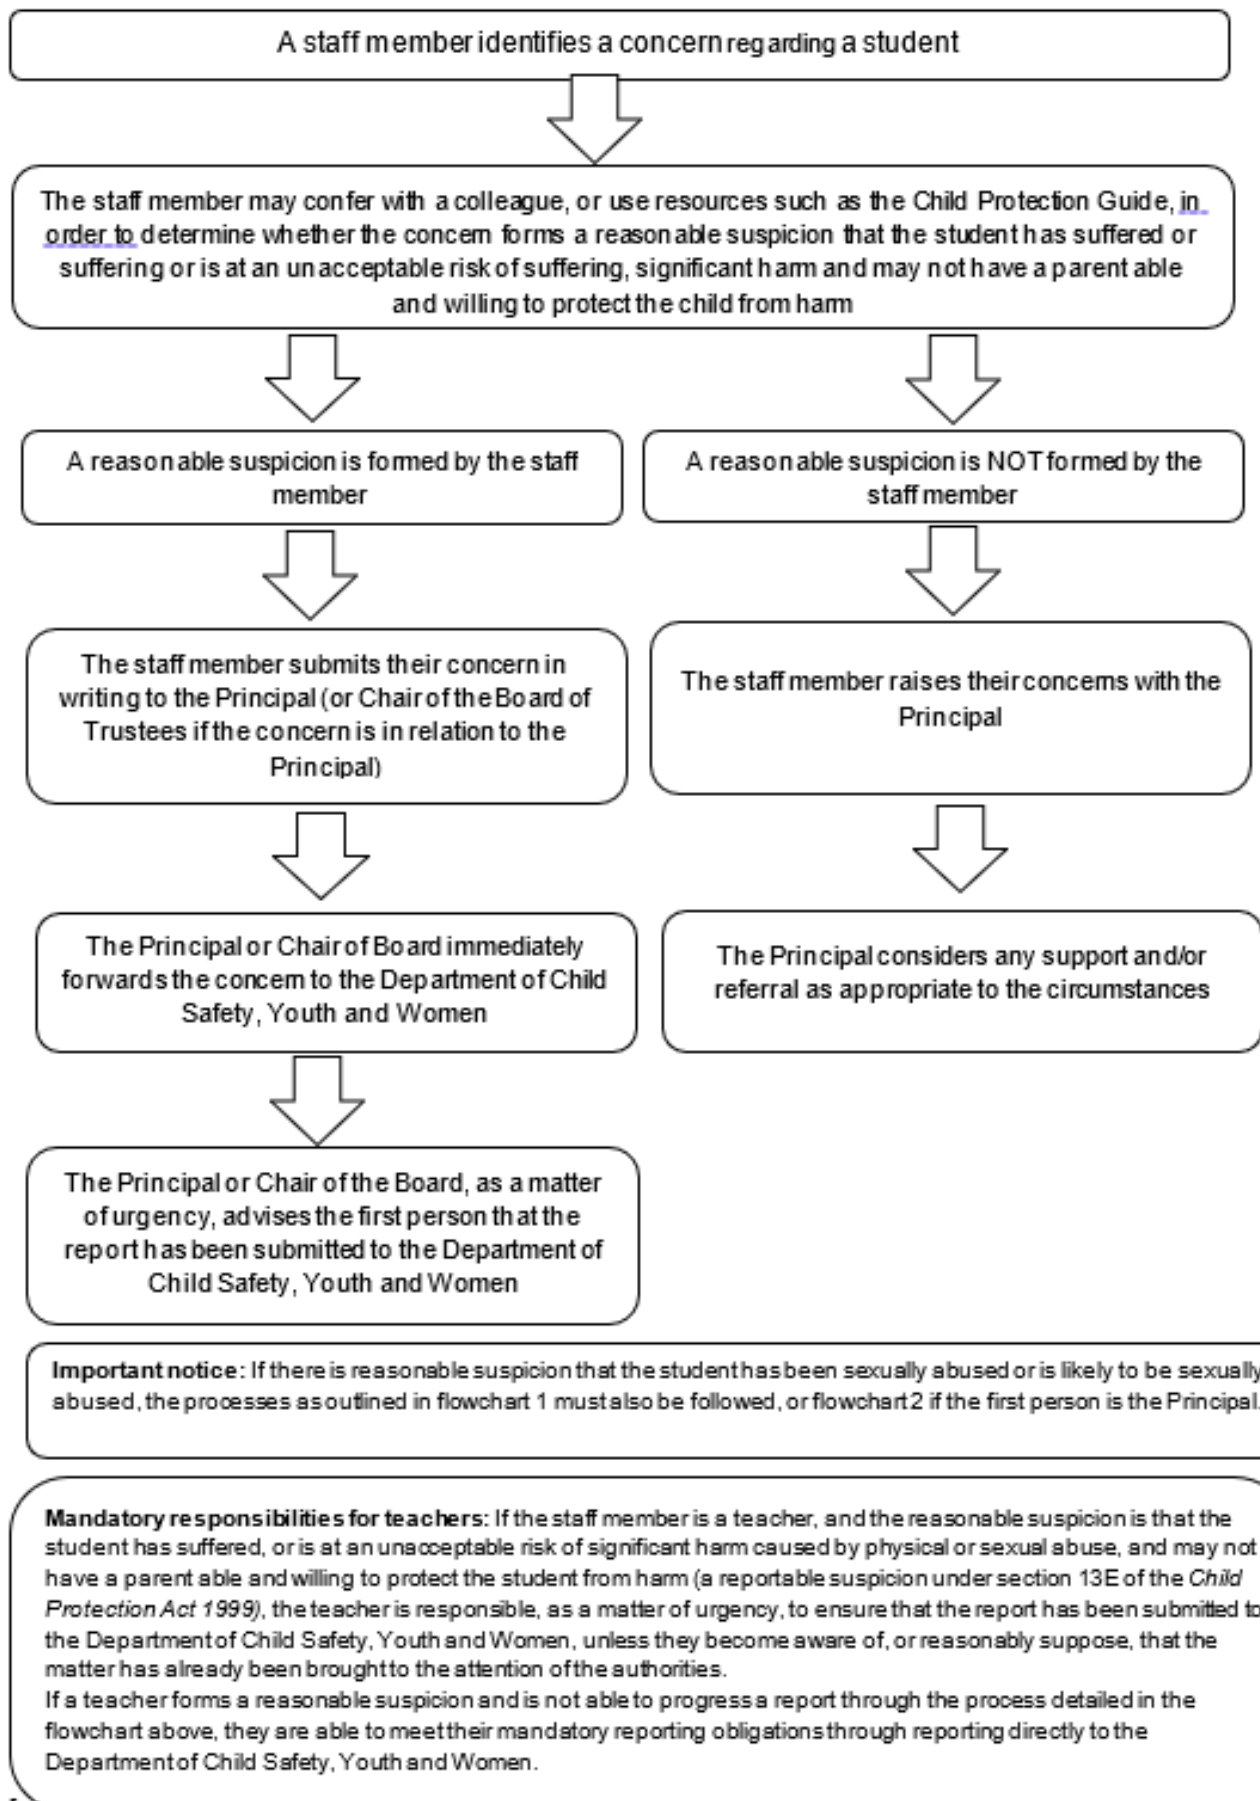 A staff member identifies a concern regarding a student
The staff member may confer with a colleague, or use resources such as the Child Protection Guide, in
order to determine whether the concern forms a reasonable suspicion that the student has suffered or
suffering or is at an unacceptable risk of suffering, significant harm and may not have a parent able
and willing to protect the child from harm
A reasonable suspicion is formed by the staff
member
A reasonable suspicion is NOT formed by the
staff member
The staff member submits their concern in
writing to the Principal (or Chair of the Board of
Trustees if the concern is in relation to the
Principal)
The staff member raises their concerns with the
Principal
The Principal or Chair of Board immediately
forwards the concern to the Department of Child
Safety, Youth and Women
The Principal considers any support and/or
referral as appropriate to the circumstances
The Principal or Chair of the Board, as a matter
of urgency, advises the first person that the
report has been submitted to the Department of
Child Safety, Youth and Women
Important notice: If there is reasonable suspicion that the student has been sexually abused or is likely to be sexually
abused, the processes as outlined in flowchart 1 must also be followed, or flowchart 2 if the first person is the Principal.
Mandatory responsibilities for teachers: If the staff member is a teacher, and the reasonable suspicion is that the
student has suffered, or is at an unacceptable risk of significant harm caused by physical or sexual abuse, and may not
have a parent able and willing to protect the student from harm (a reportable suspicion under section 13E of the Child
Protection Act 1999), the teacher is responsible, as a matter of urgency, to ensure that the report has been submitted to
the Department of Child Safety, Youth and Women, unless they become aware of, or reasonably suppose, that the
matter has already been brought to the attention of the authorities.
If a teacher forms a reasonable suspicion and is not able to progress a report through the process detailed in the
flowchart above, they are able to meet their mandatory reporting obligations through reporting directly to the
Department of Child Safety, Youth and Women.